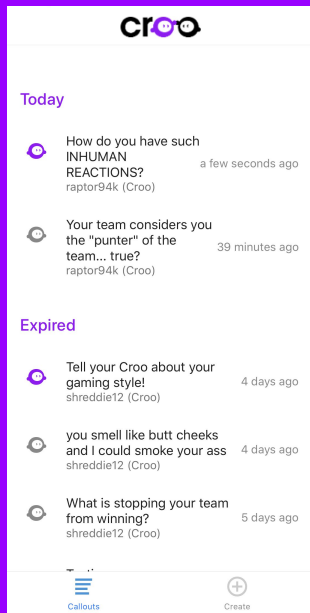 croo
Today
How do you have such
INHUMAN
REACTIONS?
a few seconds ago
raptor94k (Croo)
Your team considers you
the "punter" of the
team... true?
39 minutes ago
raptor94k (Croo)
Expired
Tell your Croo about your
gaming style!
4 days ago
shreddie12 (Croo)
you smell like butt cheeks
and I could smoke your ass
4 days ago
shreddie12 (Croo)
What is stopping your team
from winning?
5 days ago
shreddie12 (Croo)
Callouts
Create